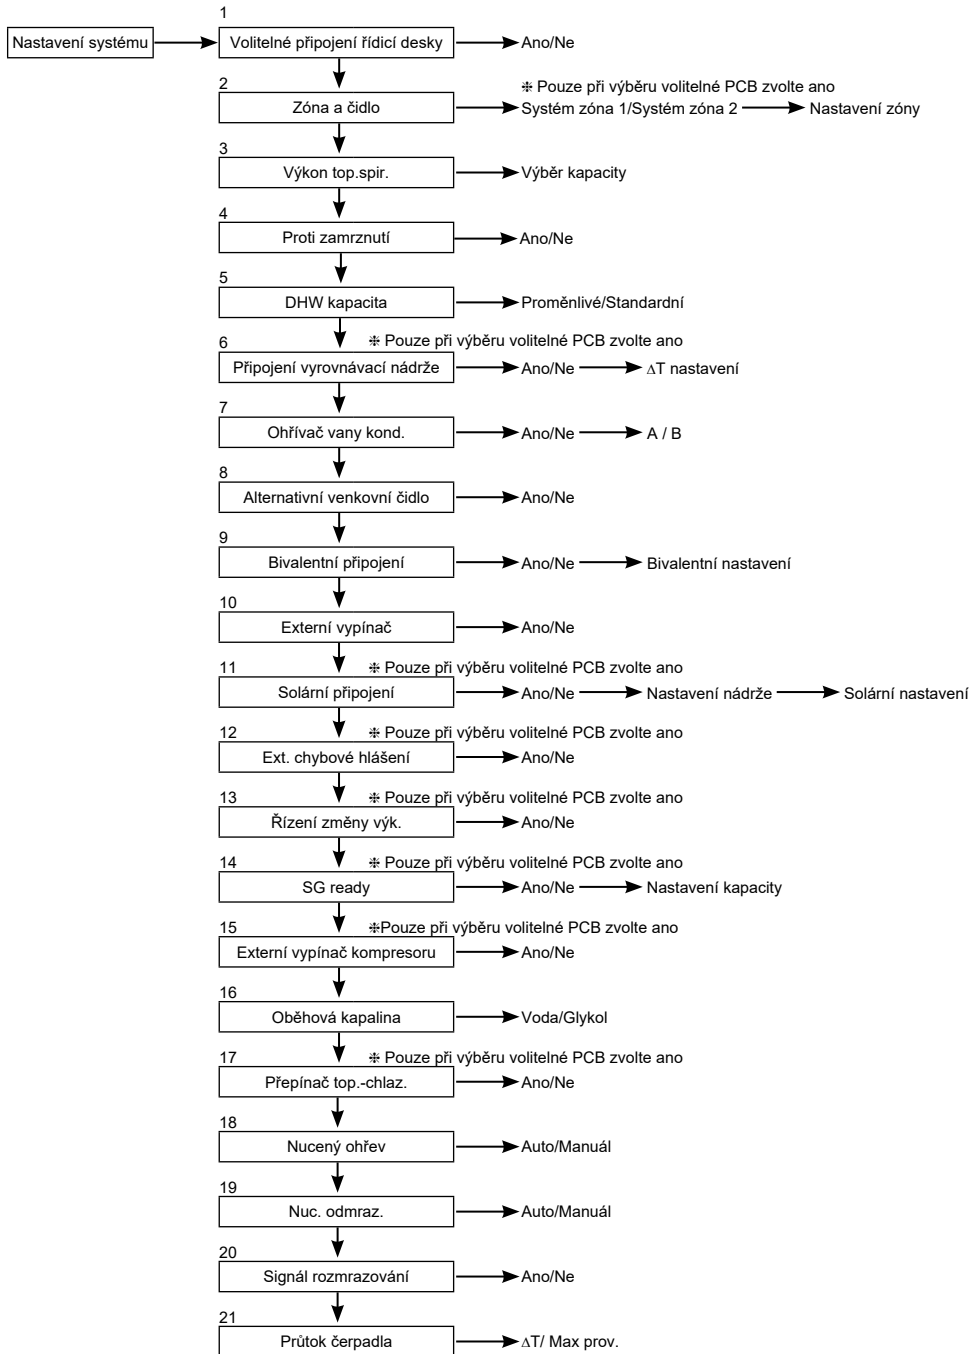 1
Nastavení systému
Volitelné připojení řídicí desky
Ano/Ne
2
⁜ Pouze při výběru volitelné PCB zvolte ano
Zóna a čidlo
Systém zóna 1/Systém zóna 2
Nastavení zóny
3
Výkon top.spir.
Výběr kapacity
4
Proti zamrznutí
Ano/Ne
5
DHW kapacita
Proměnlivé/Standardní
6
⁜ Pouze při výběru volitelné PCB zvolte ano
Připojení vyrovnávací nádrže
Ano/Ne
∆T nastavení
7
Ohřívač vany kond.
Ano/Ne
A / B
8
Alternativní venkovní čidlo
Ano/Ne
9
Bivalentní připojení
Ano/Ne
Bivalentní nastavení
10
Externí vypínač
Ano/Ne
11
⁜ Pouze při výběru volitelné PCB zvolte ano
Solární připojení
Ano/Ne
Nastavení nádrže
Solární nastavení
12
⁜ Pouze při výběru volitelné PCB zvolte ano
Ext. chybové hlášení
Ano/Ne
13
⁜ Pouze při výběru volitelné PCB zvolte ano
Řízení změny výk.
Ano/Ne
14
⁜ Pouze při výběru volitelné PCB zvolte ano
SG ready
Ano/Ne
Nastavení kapacity
15
⁜Pouze při výběru volitelné PCB zvolte ano
Externí vypínač kompresoru
Ano/Ne
16
Oběhová kapalina
Voda/Glykol
17
⁜ Pouze při výběru volitelné PCB zvolte ano
Přepínač top.-chlaz.
Ano/Ne
18
Nucený ohřev
Auto/Manuál
19
Nuc. odmraz.
Auto/Manuál
20
Signál rozmrazování
Ano/Ne
21
Průtok čerpadla
∆T/ Max prov.